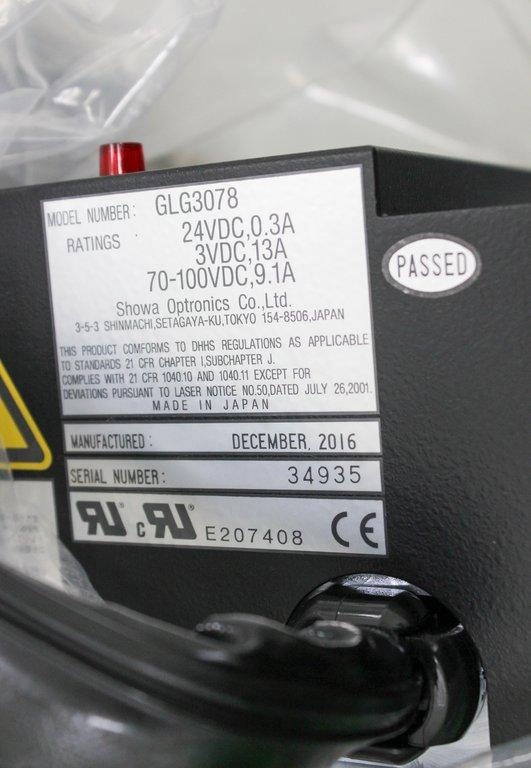 MODEL NUMBER: GLG3078
RATINGS : 24VDC,0.3A
3VDC,13A
70-100VDC,9.1A
Showa Optronics Co.,Ltd.
3-5-3 SHINMACHI,SETAGAYA-KU,TOKYO 154-8506,JAPAN
THIS PRODUCT CONFORMS TO DHHS REGULATIONS AS APPLICABLE
TO STANDARDS 21 CFR CHAPTER I,SUBCHAPTER J.
COMPLIES WITH 21 CFR 1040.10 AND 1040.11 EXCEPT FOR
DEVIATIONS PURSUANT TO LASER NOTICE NO.50,DATED JULY 26,2001.
MADE IN JAPAN
PASSED
MANUFACTURED: DECEMBER, 2016
SERIAL NUMBER: 34935
RU c RU E207408 CE